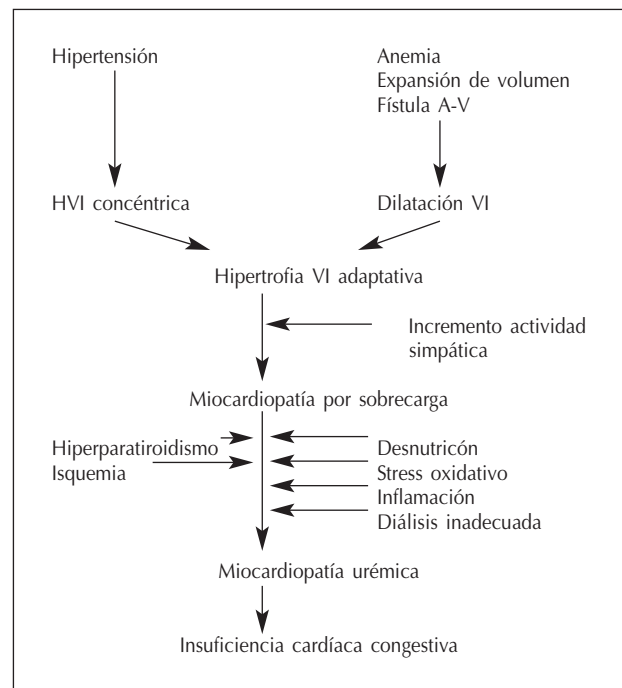 Hipertensión
Anemia
Expansión de volumen
Fístula A-V
HVI concéntrica
Dilatación VI
Hipertrofia VI adaptativa
Incremento actividad
simpática
Miocardiopatía por sobrecarga
Hiperparatiroidismo
Isquemia
Desnutricón
Stress oxidativo
Inflamación
Diálisis inadecuada
Miocardiopatía urémica
Insuficiencia cardíaca congestiva